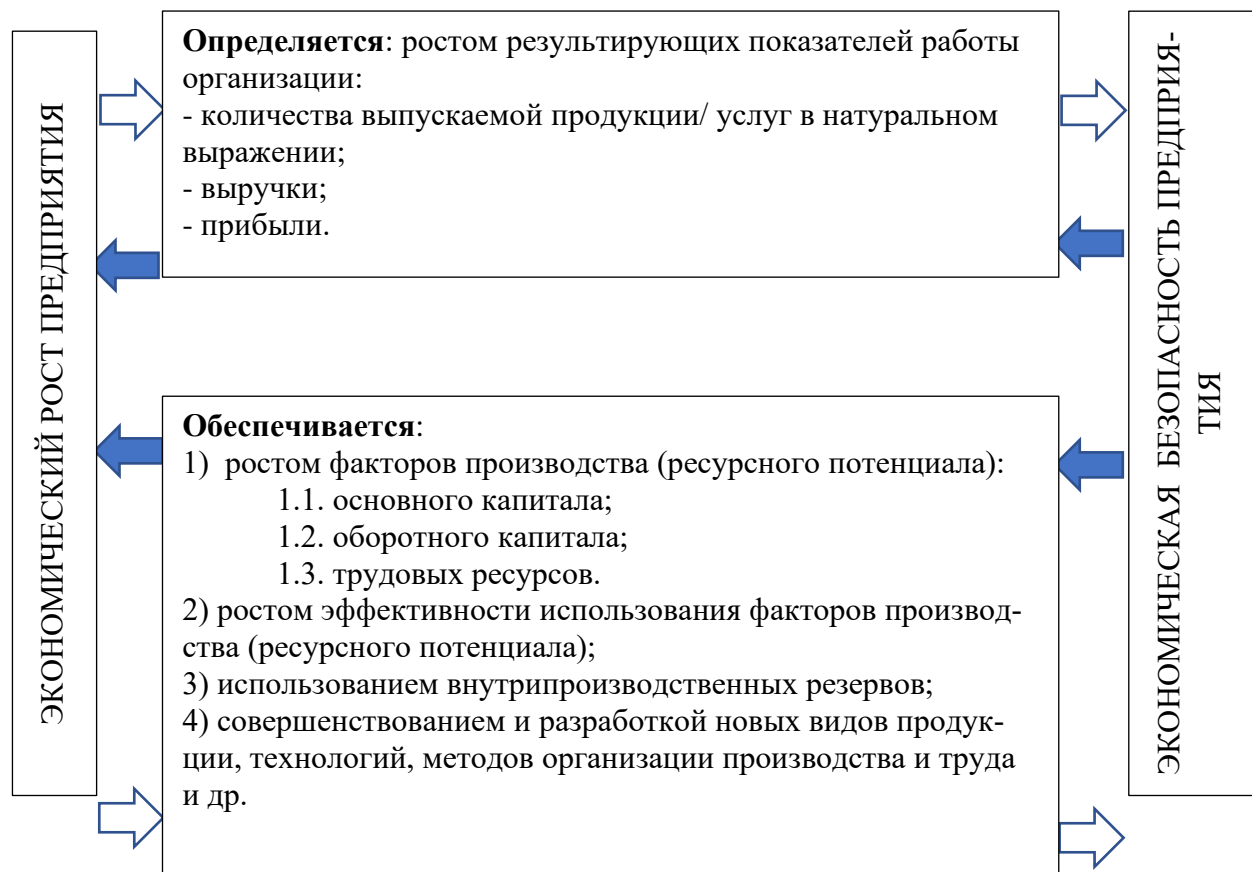 ЭКОНОМИЧЕСКИЙ РОСТ ПРЕДПРИЯТИЯ
Определяется: ростом результирующих показателей работы
организации:
- количества выпускаемой продукции/ услуг в натуральном
выражении;
- выручки;
- прибыли.
Обеспечивается:
1) ростом факторов производства (ресурсного потенциала):
1.1. основного капитала;
1.2. оборотного капитала;
1.3. трудовых ресурсов.
2) ростом эффективности использования факторов производ-
ства (ресурсного потенциала);
3) использованием внутрипроизводственных резервов;
4) совершенствованием и разработкой новых видов продук-
ции, технологий, методов организации производства и труда
и др.
ЭКОНОМИЧЕСКАЯ БЕЗОПАСНОСТЬ ПРЕДПРИЯ-
ТИЯ